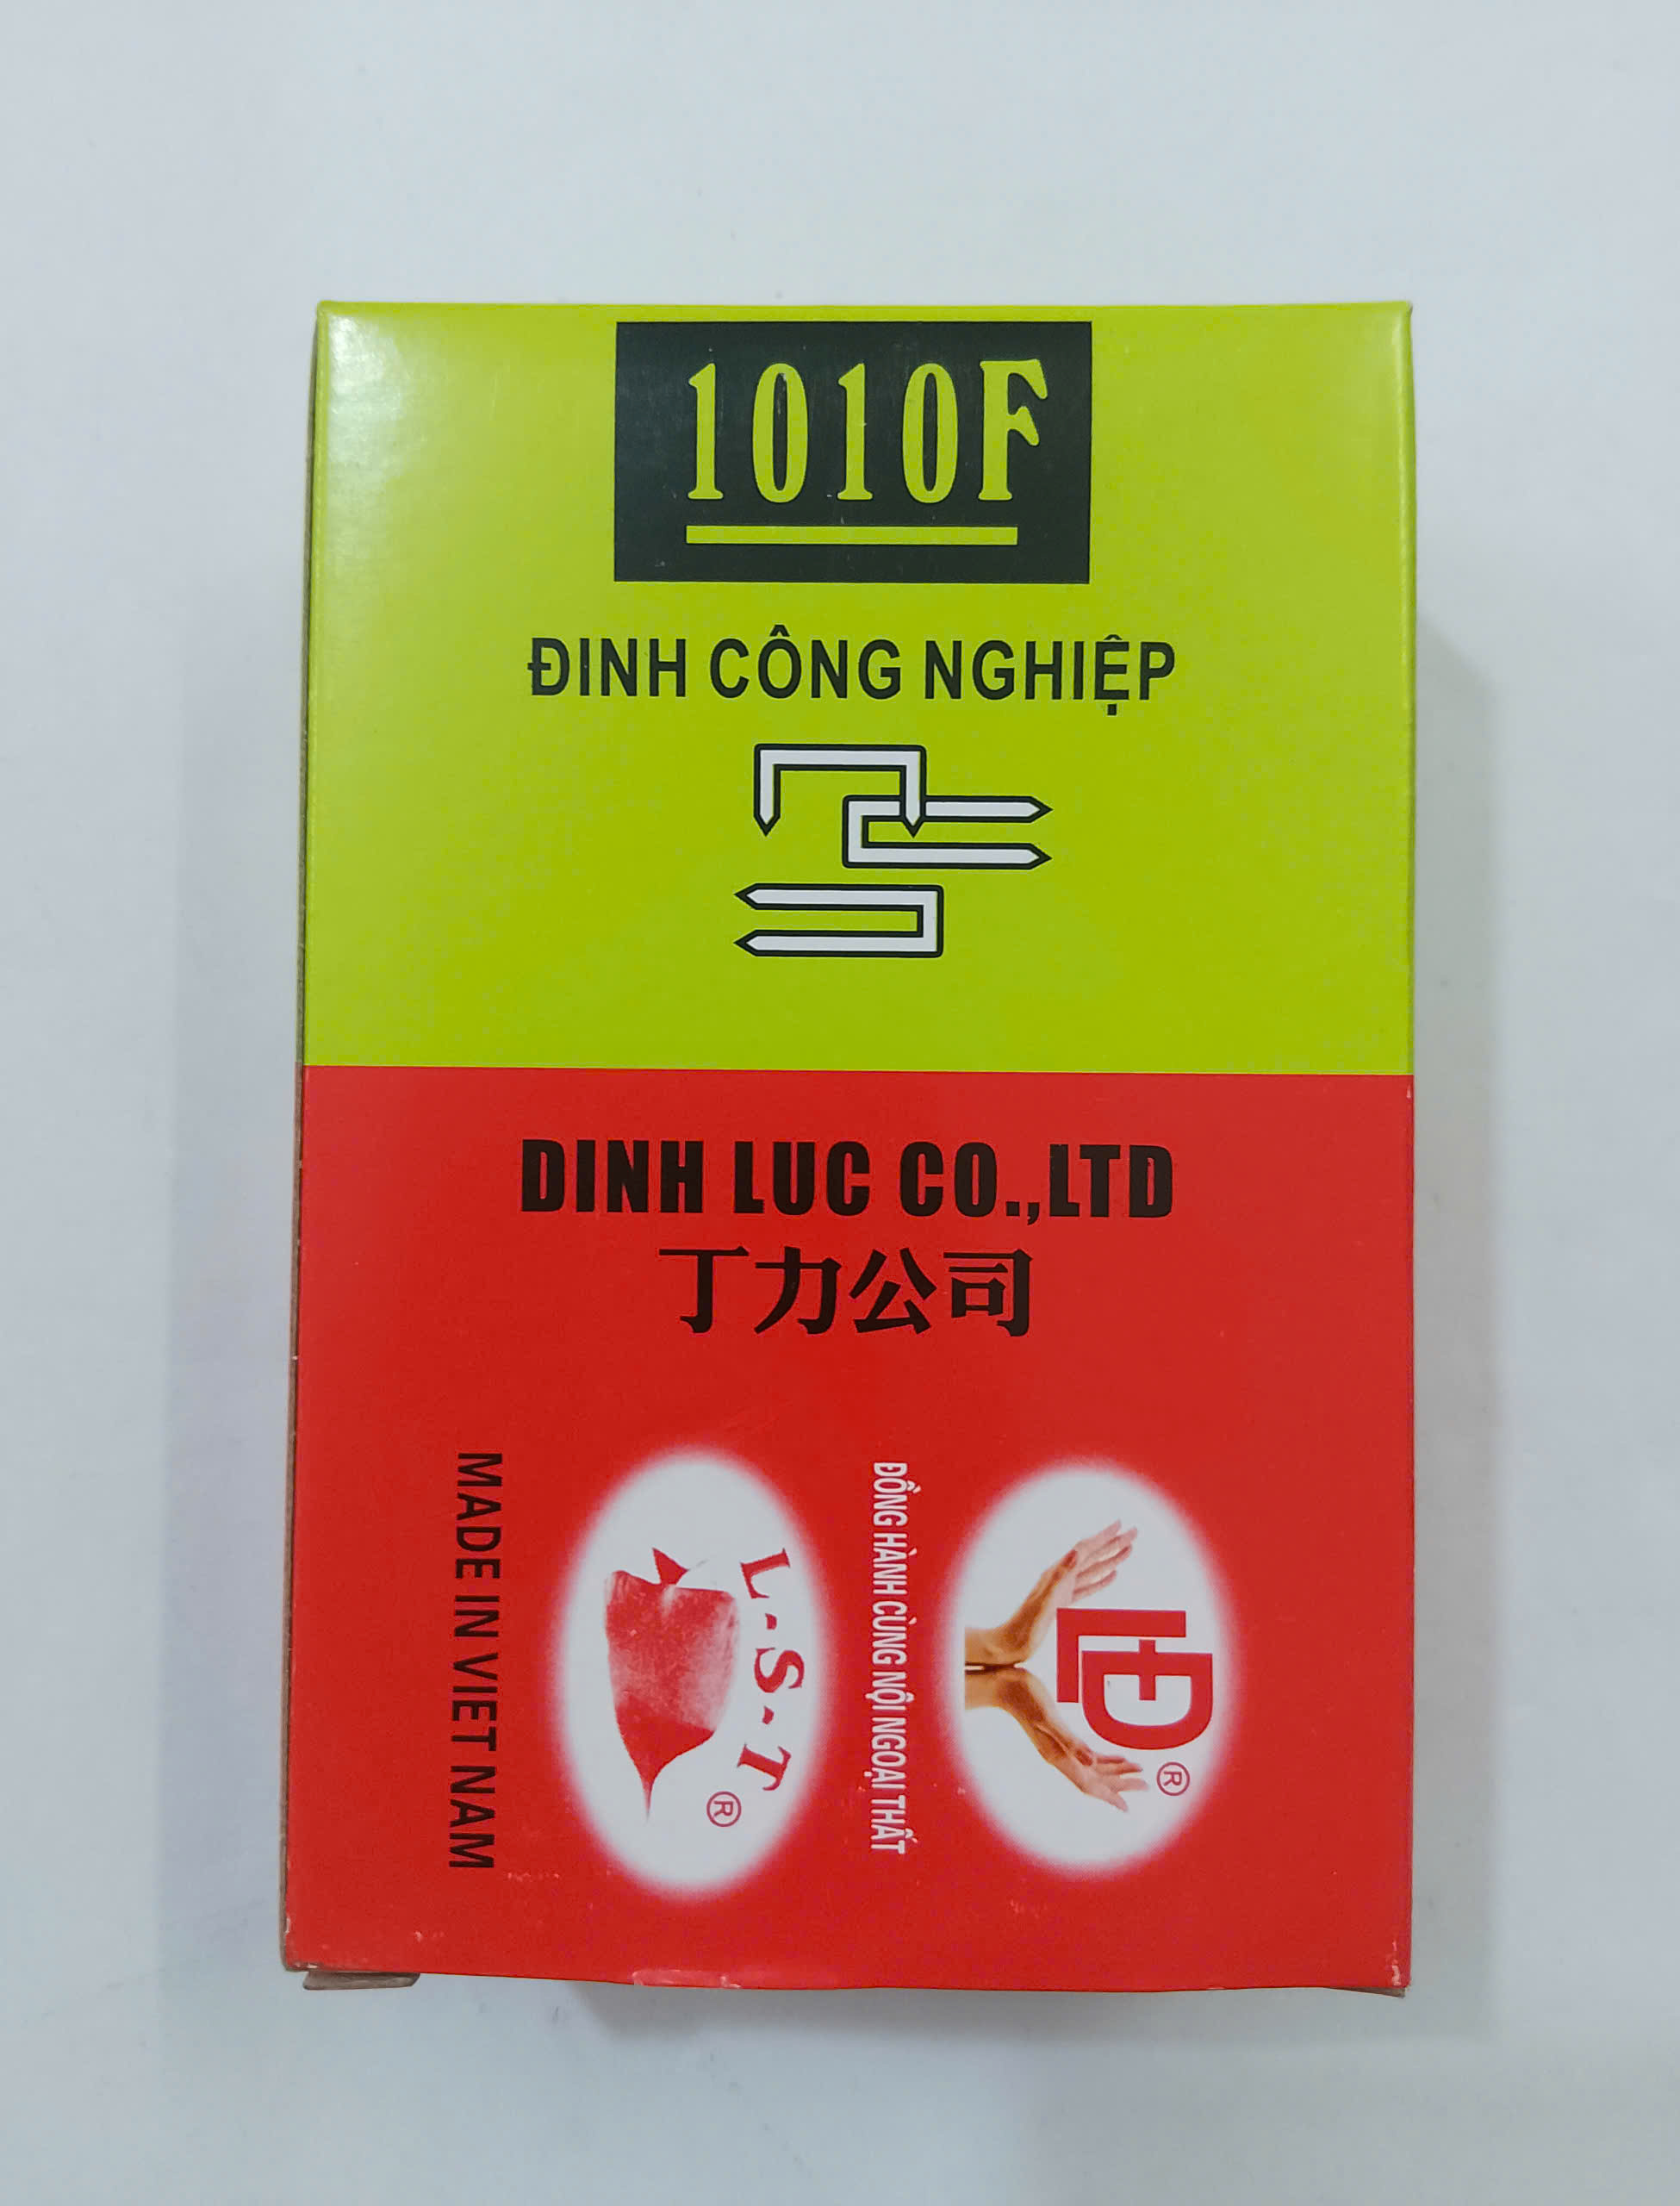 1010F
ĐINH CÔNG NGHIỆP
DINH LUC CO.,LTD
丁力公司
LĐ®
ĐỒNG HÀNH CÙNG NỘI NGOẠI THẤT
L-S-T®
MADE IN VIET NAM